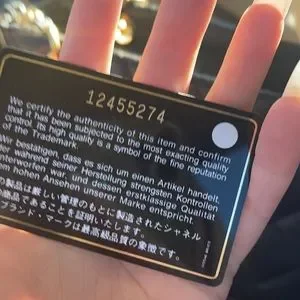 12455274
We certify the authenticity of this item and confirm
that it has been subjected to the most exacting quality
control. Its high quality is a symbol of the fine reputation
of the Trademark.
Wir bestätigen, dass es sich um einen Artikel handelt,
während seiner Herstellung strengsten Kontrollen
unterworfen und dessen erstklassige Qualität
hohen Ansehen unserer Marke entspricht.
の製品は厳しい管理のもとに製造されたシャネル
商品であることを証明いたします。
ブランド・マークは最高級品質の象徴です。